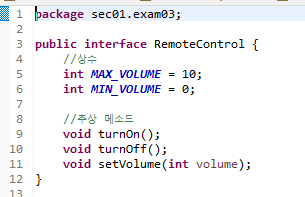 1 package sec01.exam03;
2
3 public interface RemoteControl {
4 //상수
5 int MAX_VOLUME = 10;
6 int MIN_VOLUME = 0;
7
8 //추상 메소드
9 void turnOn();
10 void turnOff();
11 void setVolume(int volume);
12 }
13